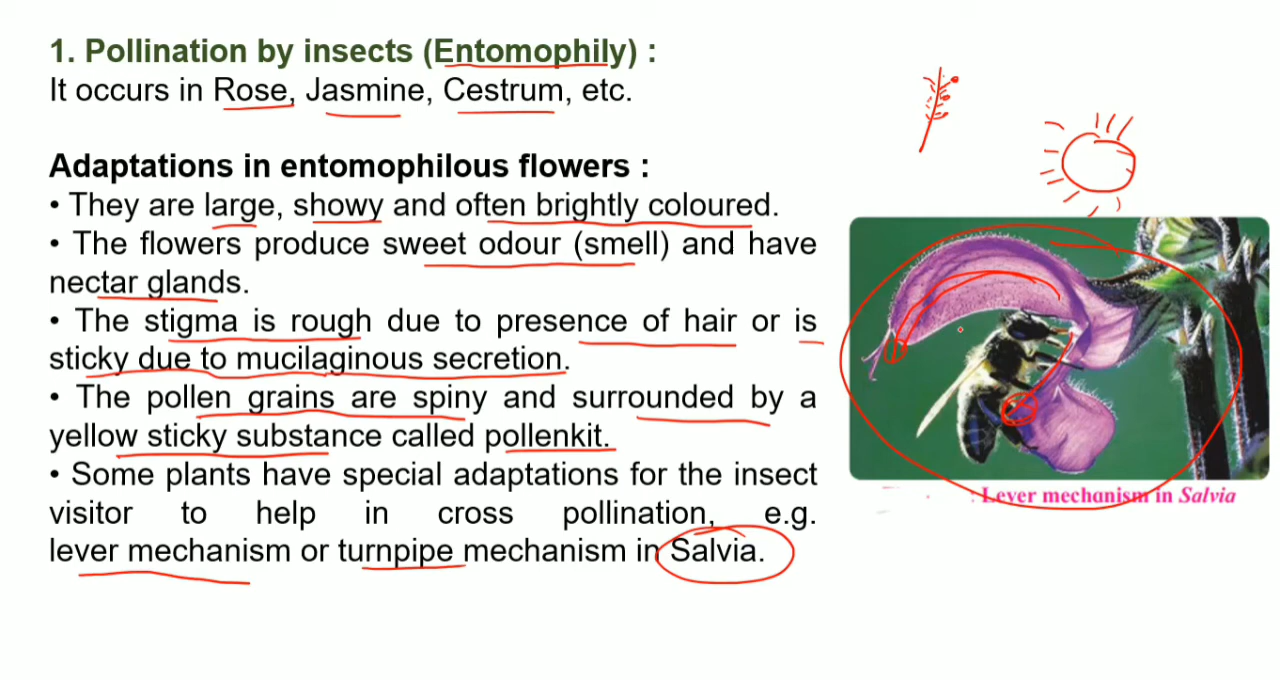 1. Pollination by insects (Entomophily) :
It occurs in Rose, Jasmine, Cestrum, etc.
Adaptations in entomophilous flowers :
• They are large, showy and often brightly coloured.
• The flowers produce sweet odour (smell) and have
nectar glands.
• The stigma is rough due to presence of hair or is
sticky due to mucilaginous secretion.
• The pollen grains are spiny and surrounded by a
yellow sticky substance called pollenkit.
• Some plants have special adaptations for the insect
visitor to help in cross pollination, e.g.
lever mechanism or turnpipe mechanism in Salvia.
: Lever mechanism in Salvia